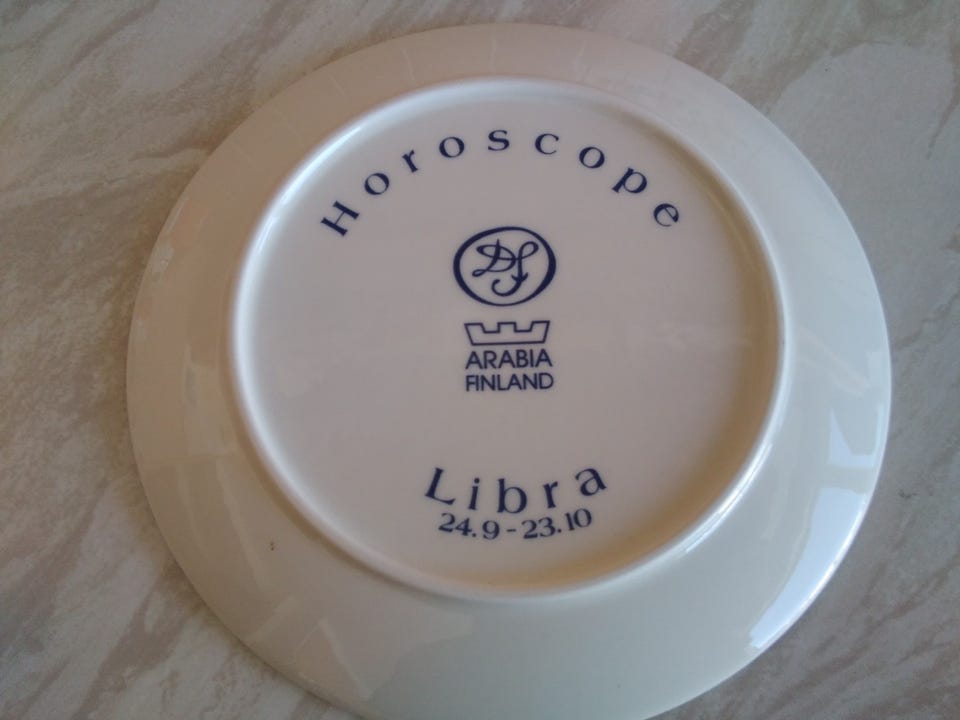 Horoscope
ARABIA
FINLAND
Libra
24.9-23.10